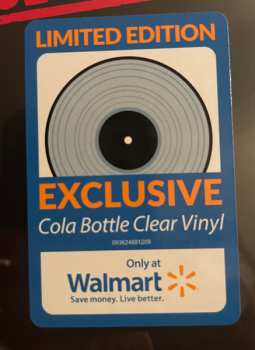 LIMITED EDITION
EXCLUSIVE
Cola Bottle Clear Vinyl
Only at
Walmart
Save money. Live better.